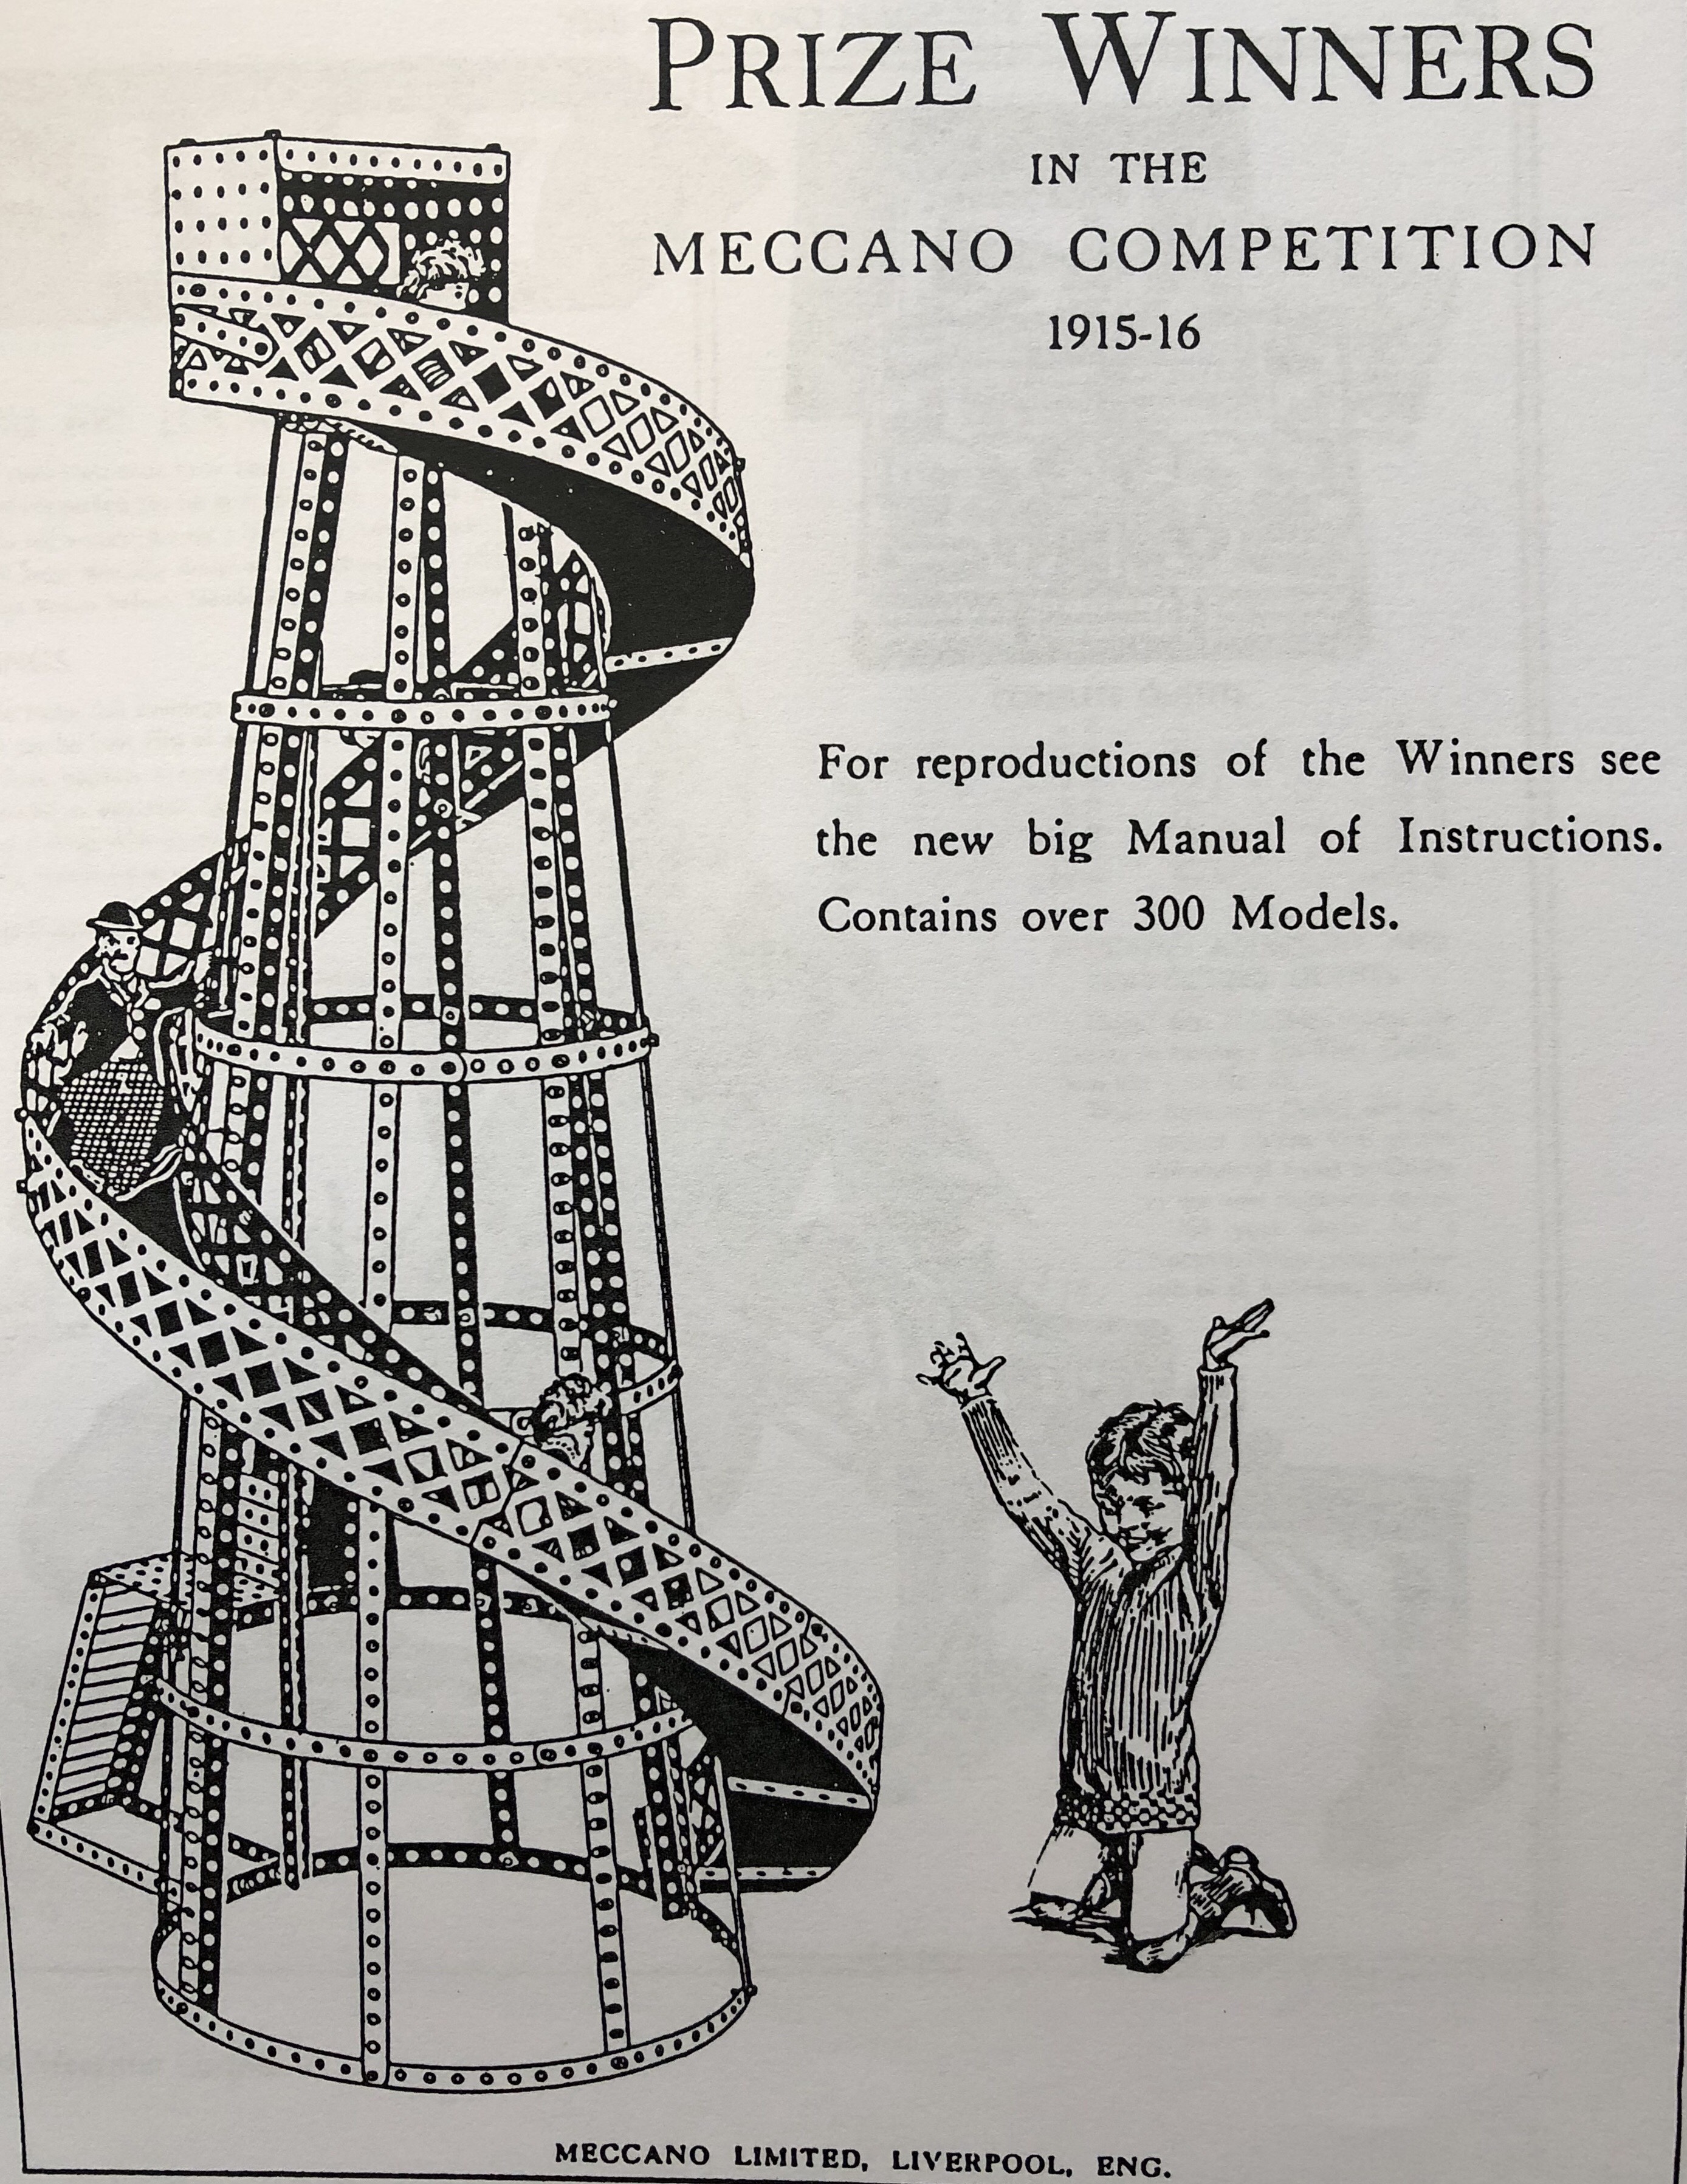 PRIZE WINNERS
IN THE
MECCANO COMPETITION
1915-16
For reproductions of the Winners see
the new big Manual of Instructions.
Contains over 300 Models.
MECCANO LIMITED, LIVERPOOL, ENG.